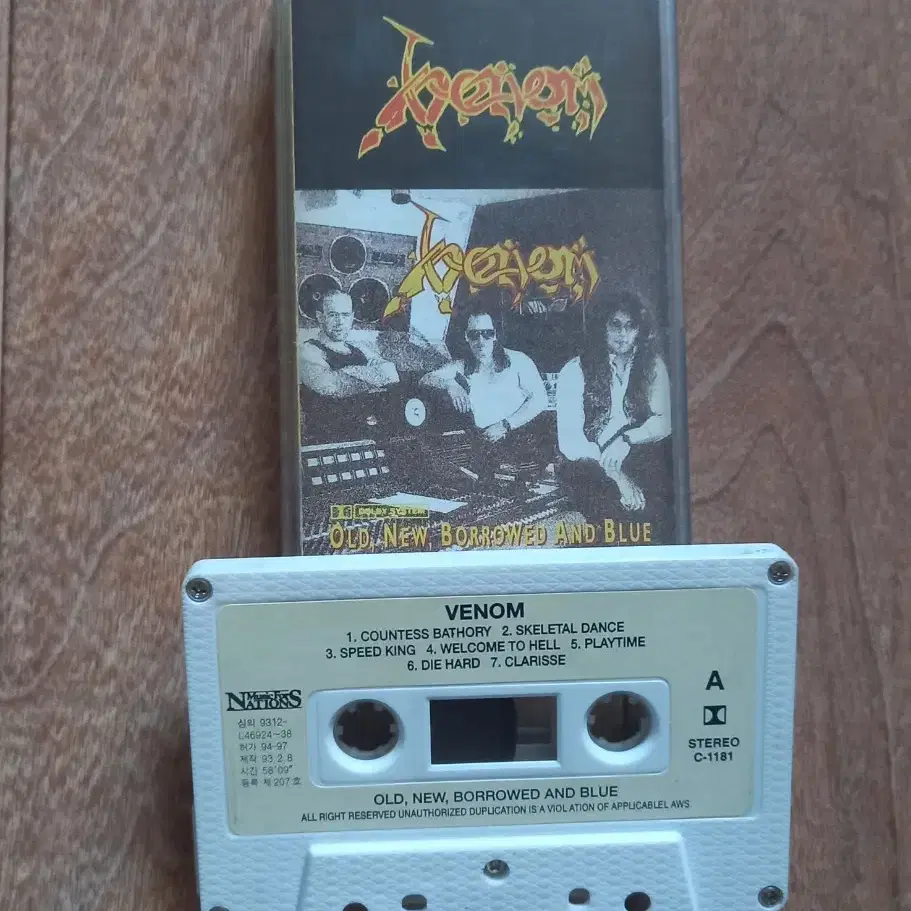 Venom
Venom
DOLBY SYSTEM
OLD, NEW, BORROWED AND BLUE
VENOM
1. COUNTESS BATHORY 2. SKELETAL DANCE
3. SPEED KING 4. WELCOME TO HELL 5. PLAYTIME
6. DIE HARD 7. CLARISSE
Music For NATIONS
심의 9312-
L46924~38
허가 94-97
제작 93.2.8
시간 58'09"
등록 제 207 호
A
STEREO
C-1181
OLD, NEW, BORROWED AND BLUE
ALL RIGHT RESERVED UNAUTHORIZED DUPLICATION IS A VIOLATION OF APPLICABLEL AWS